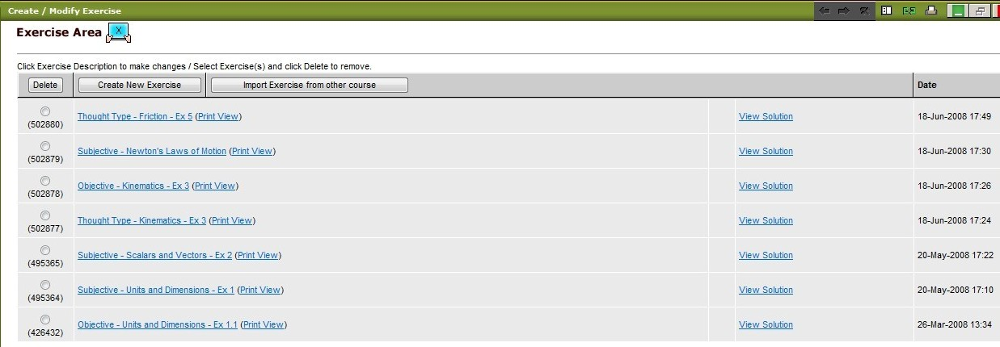 Create / Modify Exercise
Exercise Area X
Click Exercise Description to make changes / Select Exercise(s) and click Delete to remove.
Delete Create New Exercise Import Exercise from other course Date
(502880) Thought Type - Friction - Ex 5 (Print View) View Solution 18-Jun-2008 17:49
(502879) Subjective - Newton's Laws of Motion (Print View) View Solution 18-Jun-2008 17:30
(502878) Objective - Kinematics - Ex 3 (Print View) View Solution 18-Jun-2008 17:26
(502877) Thought Type - Kinematics - Ex 3 (Print View) View Solution 18-Jun-2008 17:24
(495365) Subjective - Scalars and Vectors - Ex 2 (Print View) View Solution 20-May-2008 17:22
(495364) Subjective - Units and Dimensions - Ex 1 (Print View) View Solution 20-May-2008 17:10
(426432) Objective - Units and Dimensions - Ex 1.1 (Print View) View Solution 26-Mar-2008 13:34